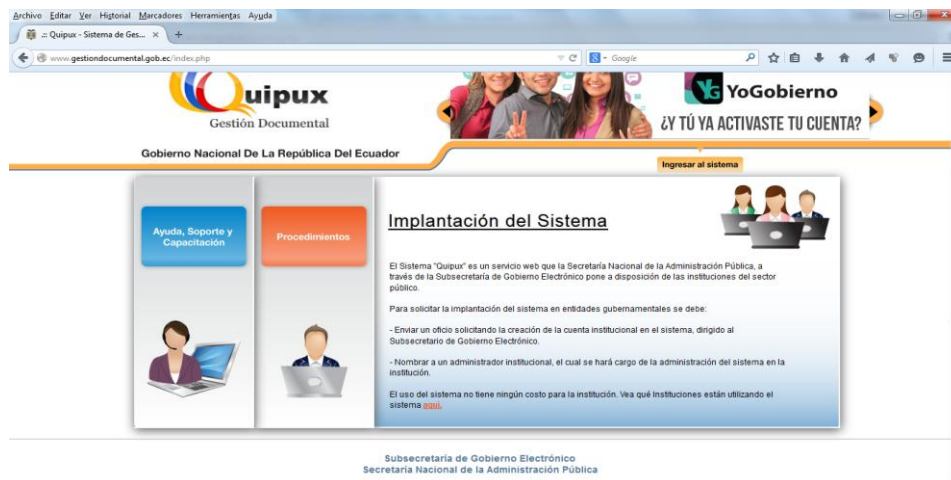 Archivo Editar Ver Historial Marcadores Herramientas Ayuda
.:: Quipux - Sistema de Ges... × +
www.gestiondocumental.gob.ec/index.php
Google
Quipux
Gestión Documental
YG YoGobierno
¿Y TÚ YA ACTIVASTE TU CUENTA?
Gobierno Nacional De La República Del Ecuador
Ingresar al sistema
Ayuda, Soporte y
Capacitación
Procedimientos
Implantación del Sistema
El Sistema "Quipux" es un servicio web que la Secretaría Nacional de la Administración Pública, a
través de la Subsecretaría de Gobierno Electrónico pone a disposición de las instituciones del sector
público.
Para solicitar la implantación del sistema en entidades gubernamentales se debe:
- Enviar un oficio solicitando la creación de la cuenta institucional en el sistema, dirigido al
Subsecretario de Gobierno Electrónico.
- Nombrar a un administrador institucional, el cual se hará cargo de la administración del sistema en la
institución.
El uso del sistema no tiene ningún costo para la institución. Vea qué Instituciones están utilizando el
sistema aquí.
Subsecretaría de Gobierno Electrónico
Secretaría Nacional de la Administración Pública